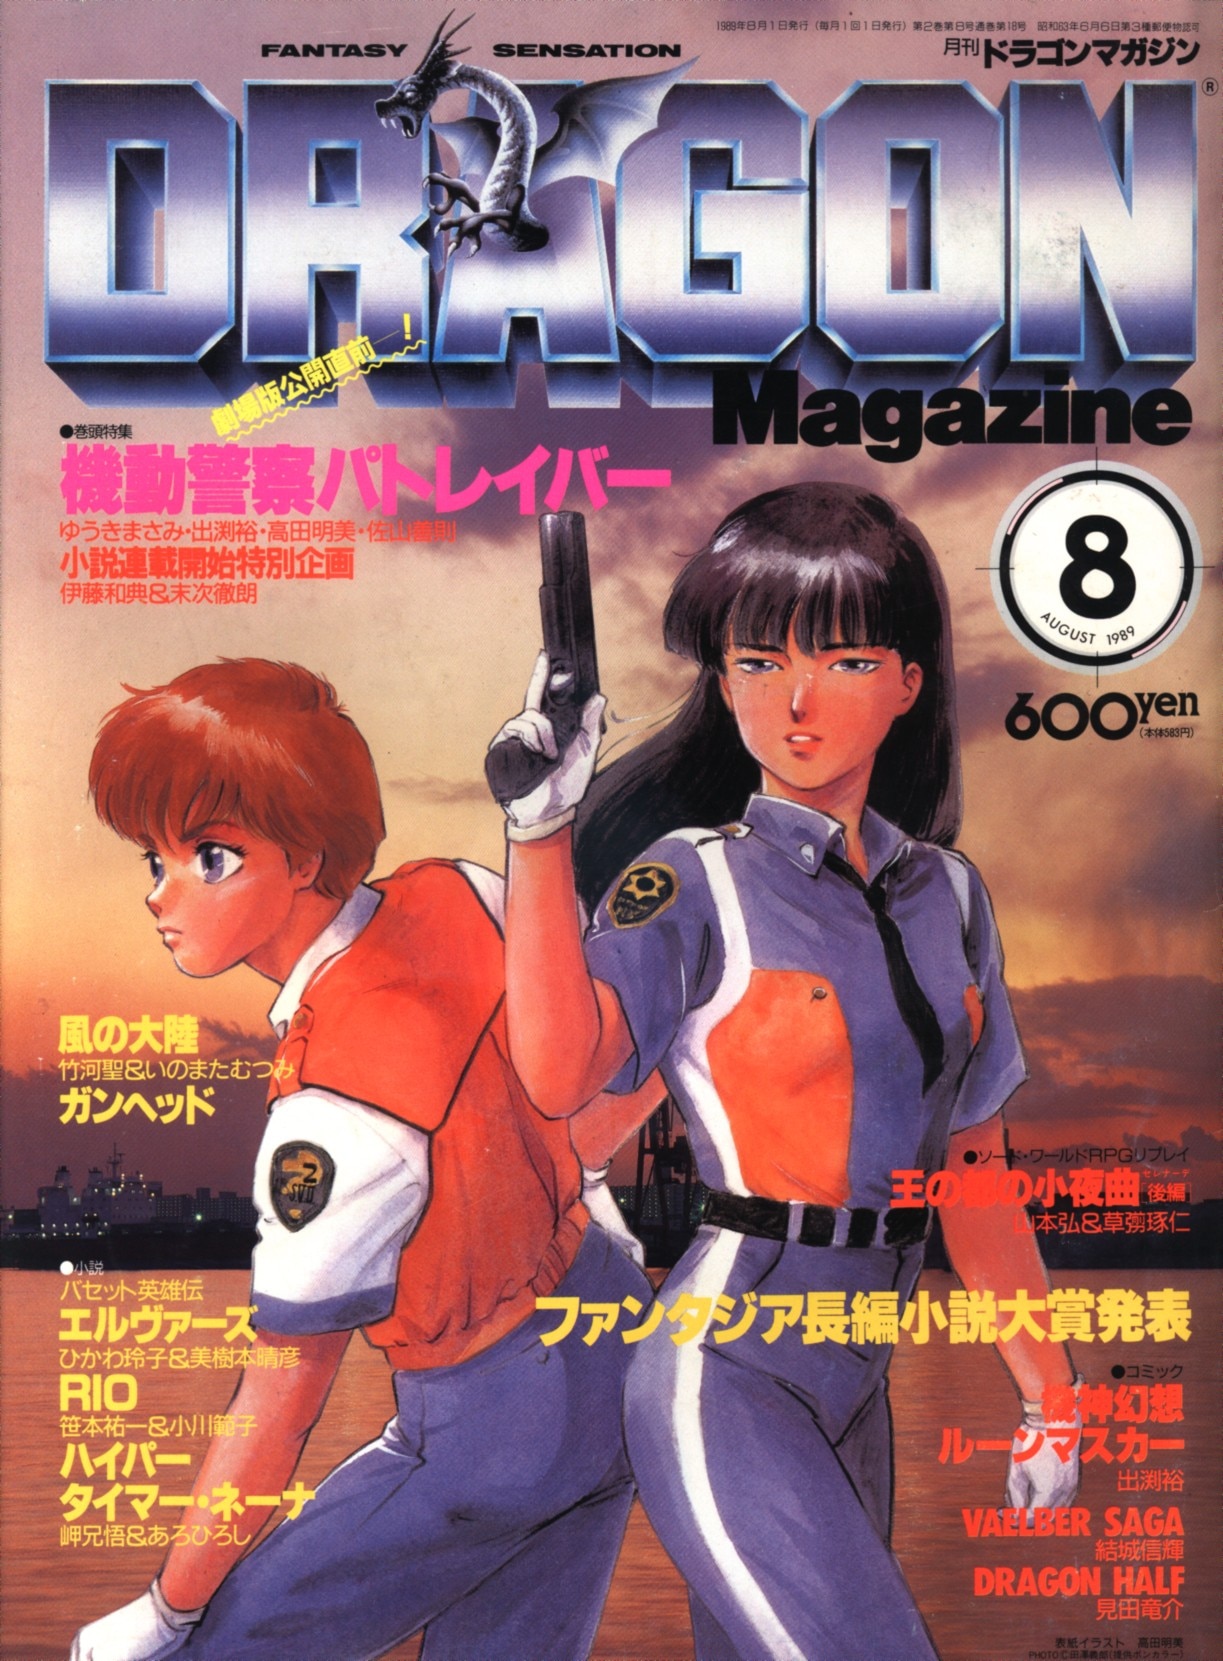 1989年8月1日発行(毎月1回1日発行)第2巻第8号通巻第18号 昭和63年6月6日第3種郵便物認可
FANTASY SENSATION
月刊ドラゴンマガジン
DRAGON
®
Magazine
劇場版公開直前—!
●巻頭特集
機動警察パトレイバー
ゆうきまさみ・出渕裕・高田明美・佐山善則
小説連載開始特別企画
伊藤和典&末次徹朗
8
AUGUST 1989
600yen
(本体583円)
風の大陸
竹河聖&いのまたむつみ
ガンヘッド
2
SVII
●ソード・ワールドRPGリプレイ
セレナーデ
王の都の小夜曲[後編]
山本弘&草彅琢仁
●小説
バセット英雄伝
エルヴァーズ
ひかわ玲子&美樹本晴彦
RIO
笹本祐一&小川範子
ハイパー
タイマー・ネーナ
岬兄悟&あろひろし
ファンタジア長編小説大賞発表
●コミック
機神幻想
ルーンマスカー
出渕裕
VAELBER SAGA
結城信輝
DRAGON HALF
見田竜介
表紙イラスト 高田明美